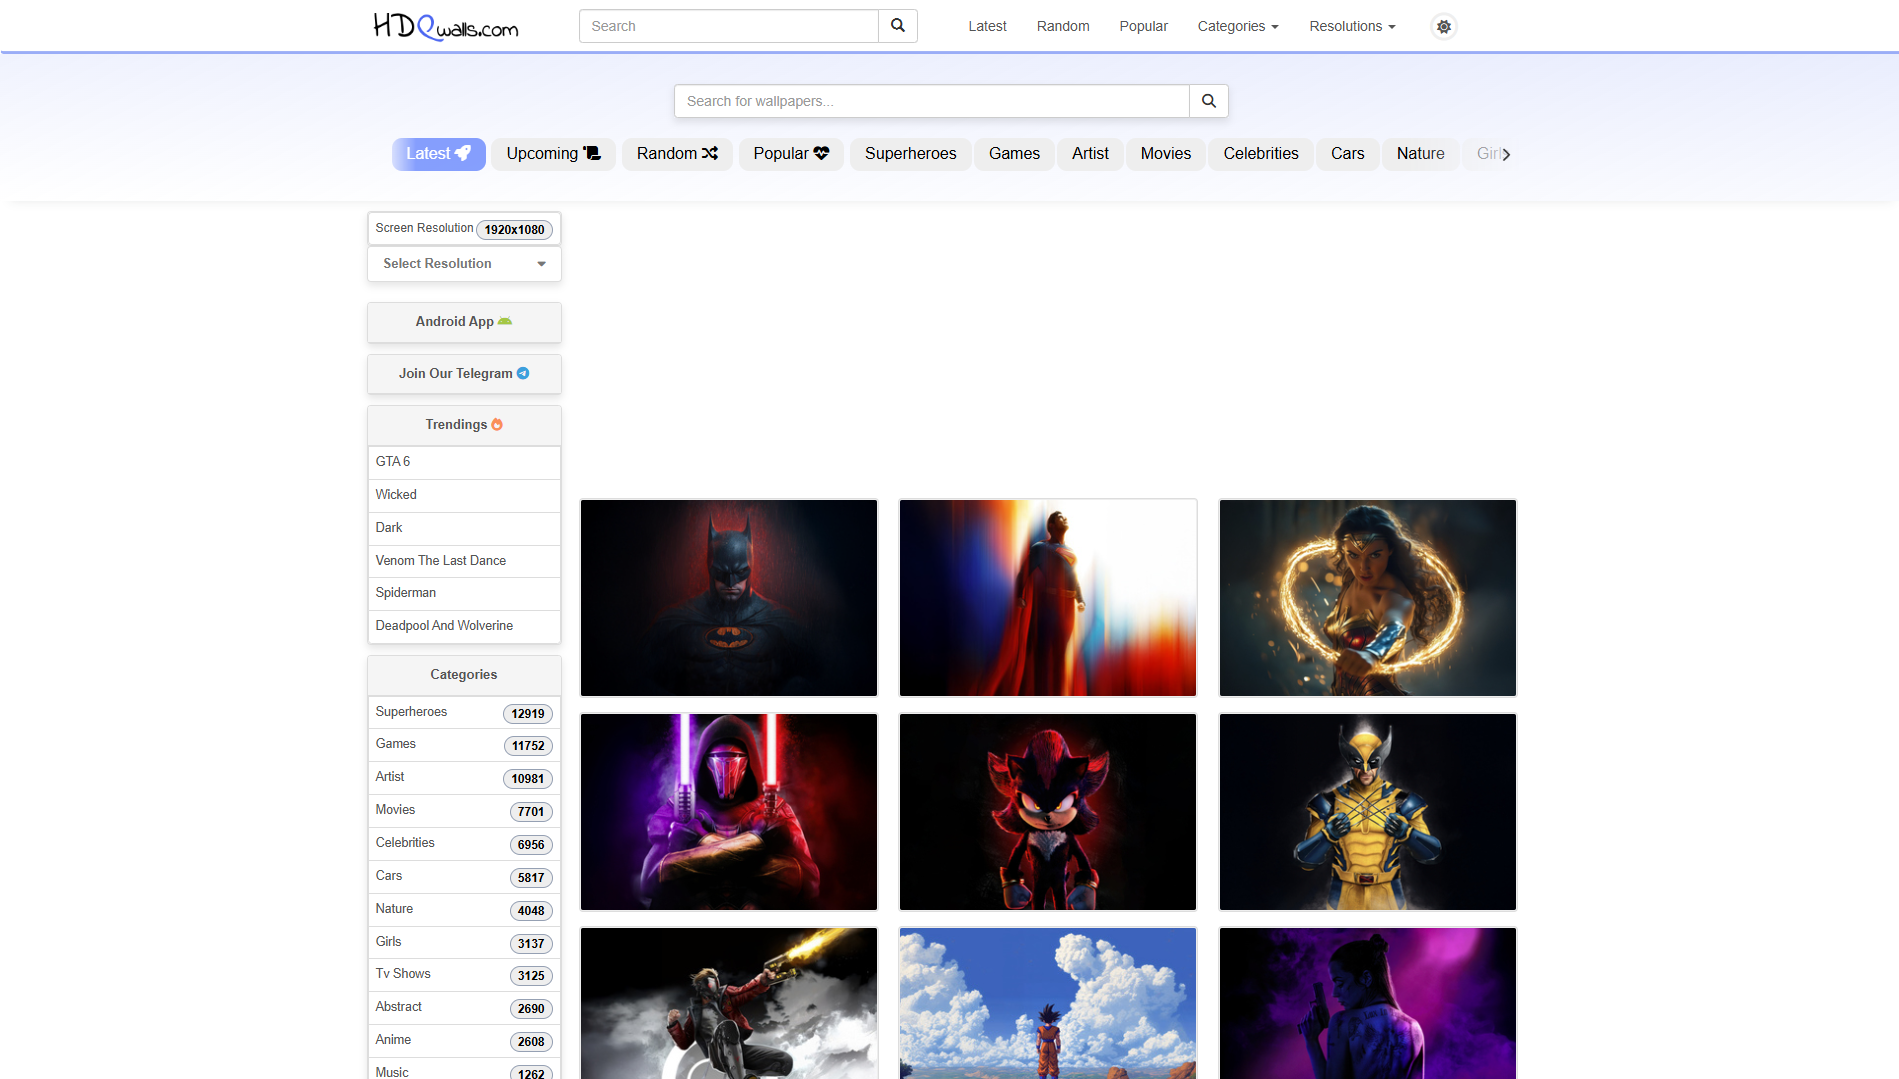 HDQwalls.com
Search
Latest
Random
Popular
Categories
Resolutions
Search for wallpapers...
Latest
Upcoming
Random
Popular
Superheroes
Games
Artist
Movies
Celebrities
Cars
Nature
Screen Resolution 1920x1080
Select Resolution
Android App
Join Our Telegram
Trendings
GTA 6
Wicked
Dark
Venom The Last Dance
Spiderman
Deadpool And Wolverine
Categories
Superheroes 12919
Games 11752
Artist 10981
Movies 7701
Celebrities 6956
Cars 5817
Nature 4048
Girls 3137
Tv Shows 3125
Abstract 2690
Anime 2608
Music 1262